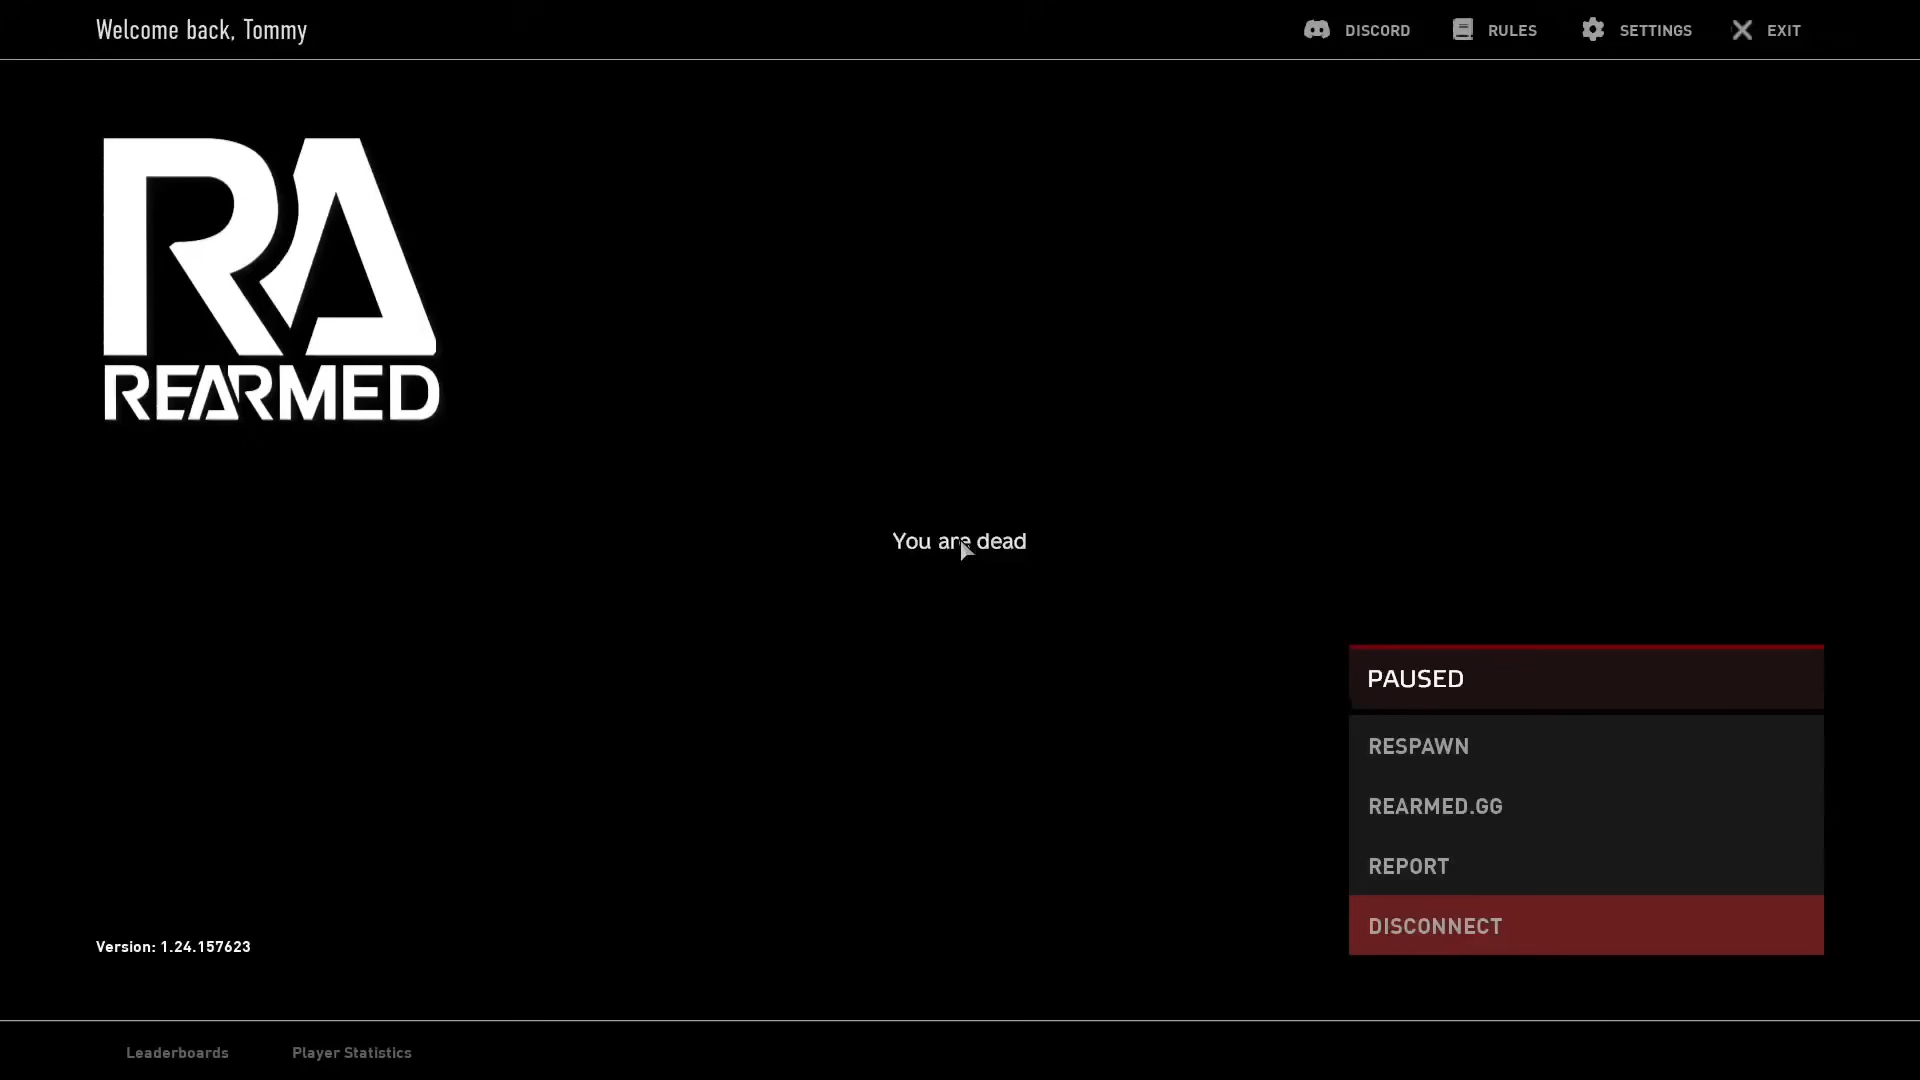 Welcome back, Tommy
DISCORD
RULES
SETTINGS
EXIT
RA
REARMED
You are dead
PAUSED
RESPAWN
REARMED.GG
REPORT
DISCONNECT
Version: 1.24.157623
Leaderboards
Player Statistics